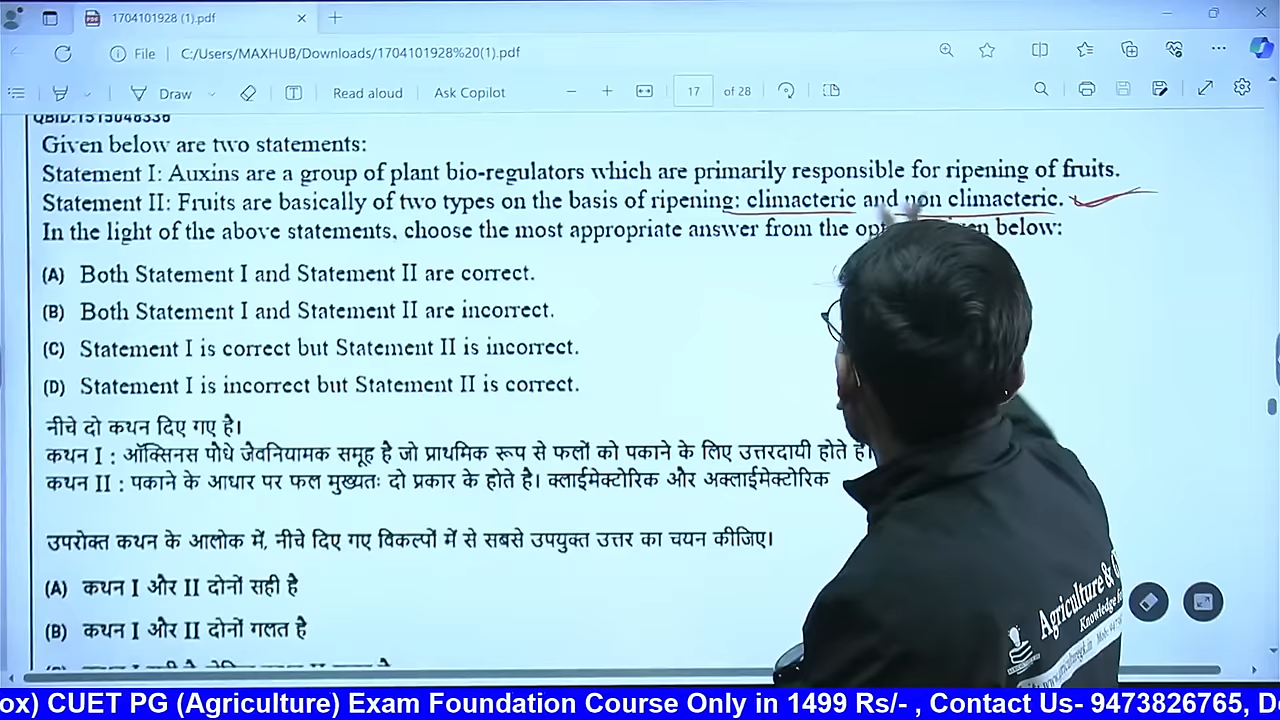 1704101928 (1).pdf
File C:/Users/MAXHUB/Downloads/1704101928%20(1).pdf
Draw Read aloud Ask Copilot 17 of 28
QBID:1515048336
Given below are two statements:
Statement I: Auxins are a group of plant bio-regulators which are primarily responsible for ripening of fruits.
Statement II: Fruits are basically of two types on the basis of ripening: climacteric and non climacteric.
In the light of the above statements, choose the most appropriate answer from the below:
(A) Both Statement I and Statement II are correct.
(B) Both Statement I and Statement II are incorrect.
(C) Statement I is correct but Statement II is incorrect.
(D) Statement I is incorrect but Statement II is correct.
नीचे दो कथन दिए गए है।
कथन I : ऑक्सिनस पौधे जैवनियामक समूह है जो प्राथमिक रूप से फलों को पकाने के लिए उत्तरदायी होते है।
कथन II : पकाने के आधार पर फल मुख्यतः दो प्रकार के होते है। क्लाईमेक्टोरिक और अक्लाईमेक्टोरिक
उपरोक्त कथन के आलोक में, नीचे दिए गए विकल्पों में से सबसे उपयुक्त उत्तर का चयन कीजिए।
(A) कथन I और II दोनों सही है
(B) कथन I और II दोनों गलत है
Agriculture &
Knowledge
CUET PG (Agriculture) Exam Foundation Course Only in 1499 Rs/- , Contact Us- 9473826765,